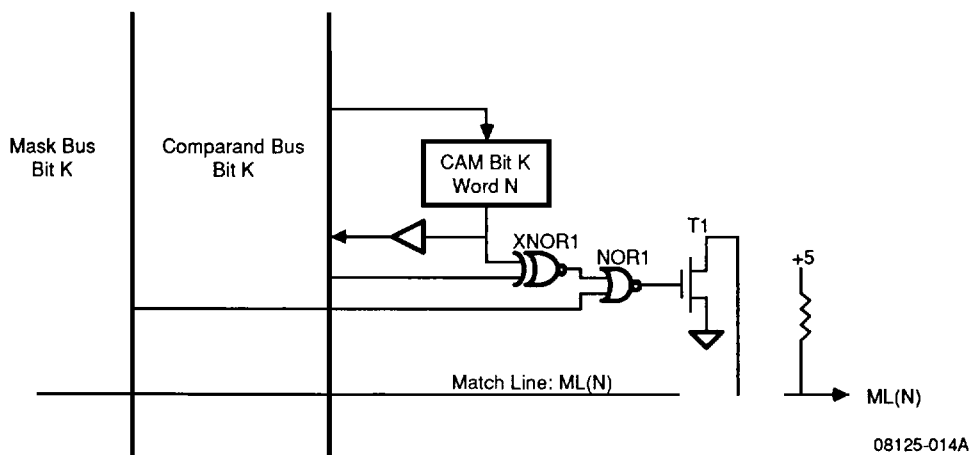 Mask Bus
Bit K
Comparand Bus
Bit K
CAM Bit K
Word N
XNOR1
NOR1
T1
+5
Match Line: ML(N)
ML(N)
08125-014A